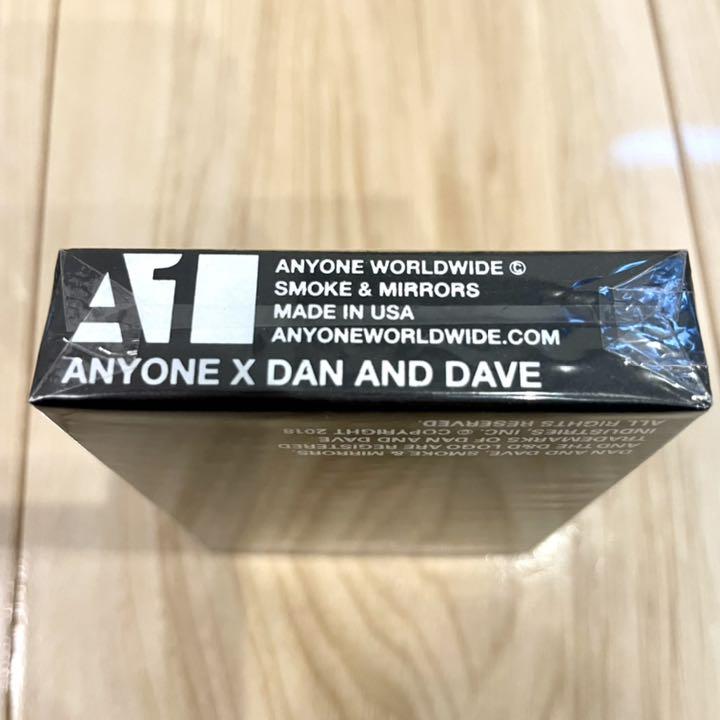 A1
ANYONE WORLDWIDE ©
SMOKE & MIRRORS
MADE IN USA
ANYONEWORLDWIDE.COM
ANYONE X DAN AND DAVE
DAN AND DAVE, SMOKE & MIRRORS,
AND D&D LOGO ARE REGISTERED
TRADEMARKS OF DAN AND DAVE
INDUSTRIES, INC. © COPYRIGHT 2018
ALL RIGHTS RESERVED.